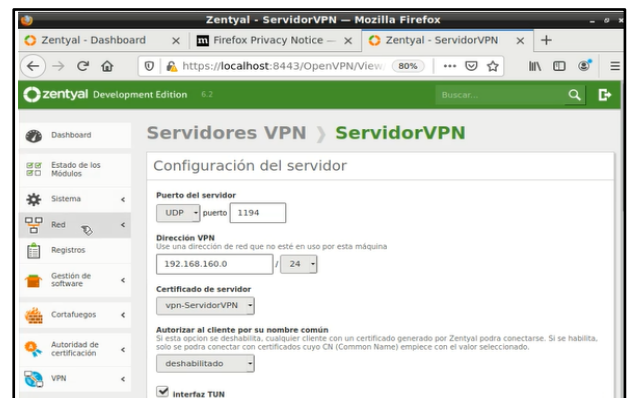 Zentyal - ServidorVPN — Mozilla Firefox
Zentyal - Dashboard
Firefox Privacy Notice —
Zentyal - ServidorVPN
https://localhost:8443/OpenVPN/View
80%
zentyal Development Edition 6.2
Buscar...
Dashboard
Estado de los
Módulos
Sistema
Red
Registros
Gestión de
software
Cortafuegos
Autoridad de
certificación
VPN
Servidores VPN ServidorVPN
Configuración del servidor
Puerto del servidor
UDP puerto 1194
Dirección VPN
Use una dirección de red que no esté en uso por esta máquina
192.168.160.0 / 24
Certificado de servidor
vpn-ServidorVPN
Autorizar al cliente por su nombre común
Si esta opcion se deshabilita, cualquier cliente con un certificado generado por Zentyal podra conectarse. Si se habilita,
solo se podra conectar con certificados cuyo CN (Common Name) empiece con el valor seleccionado.
deshabilitado
interfaz TUN